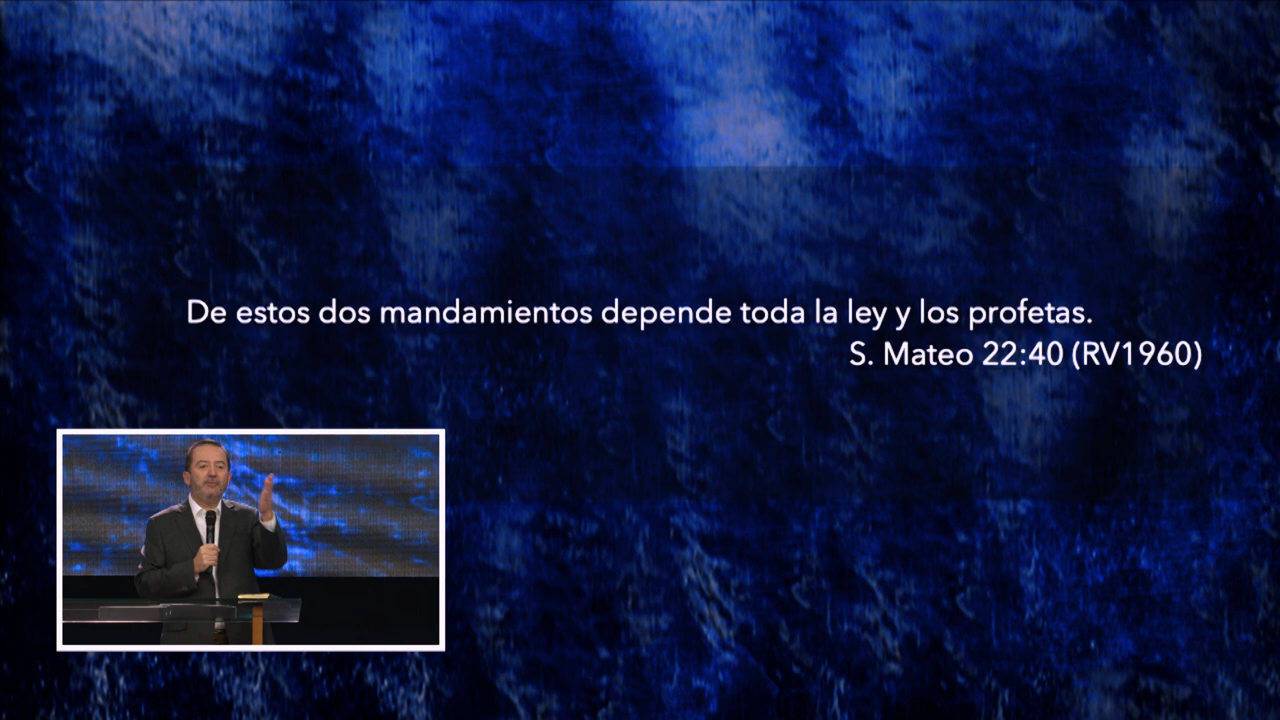 De estos dos mandamientos depende toda la ley y los profetas.
S. Mateo 22:40 (RV1960)